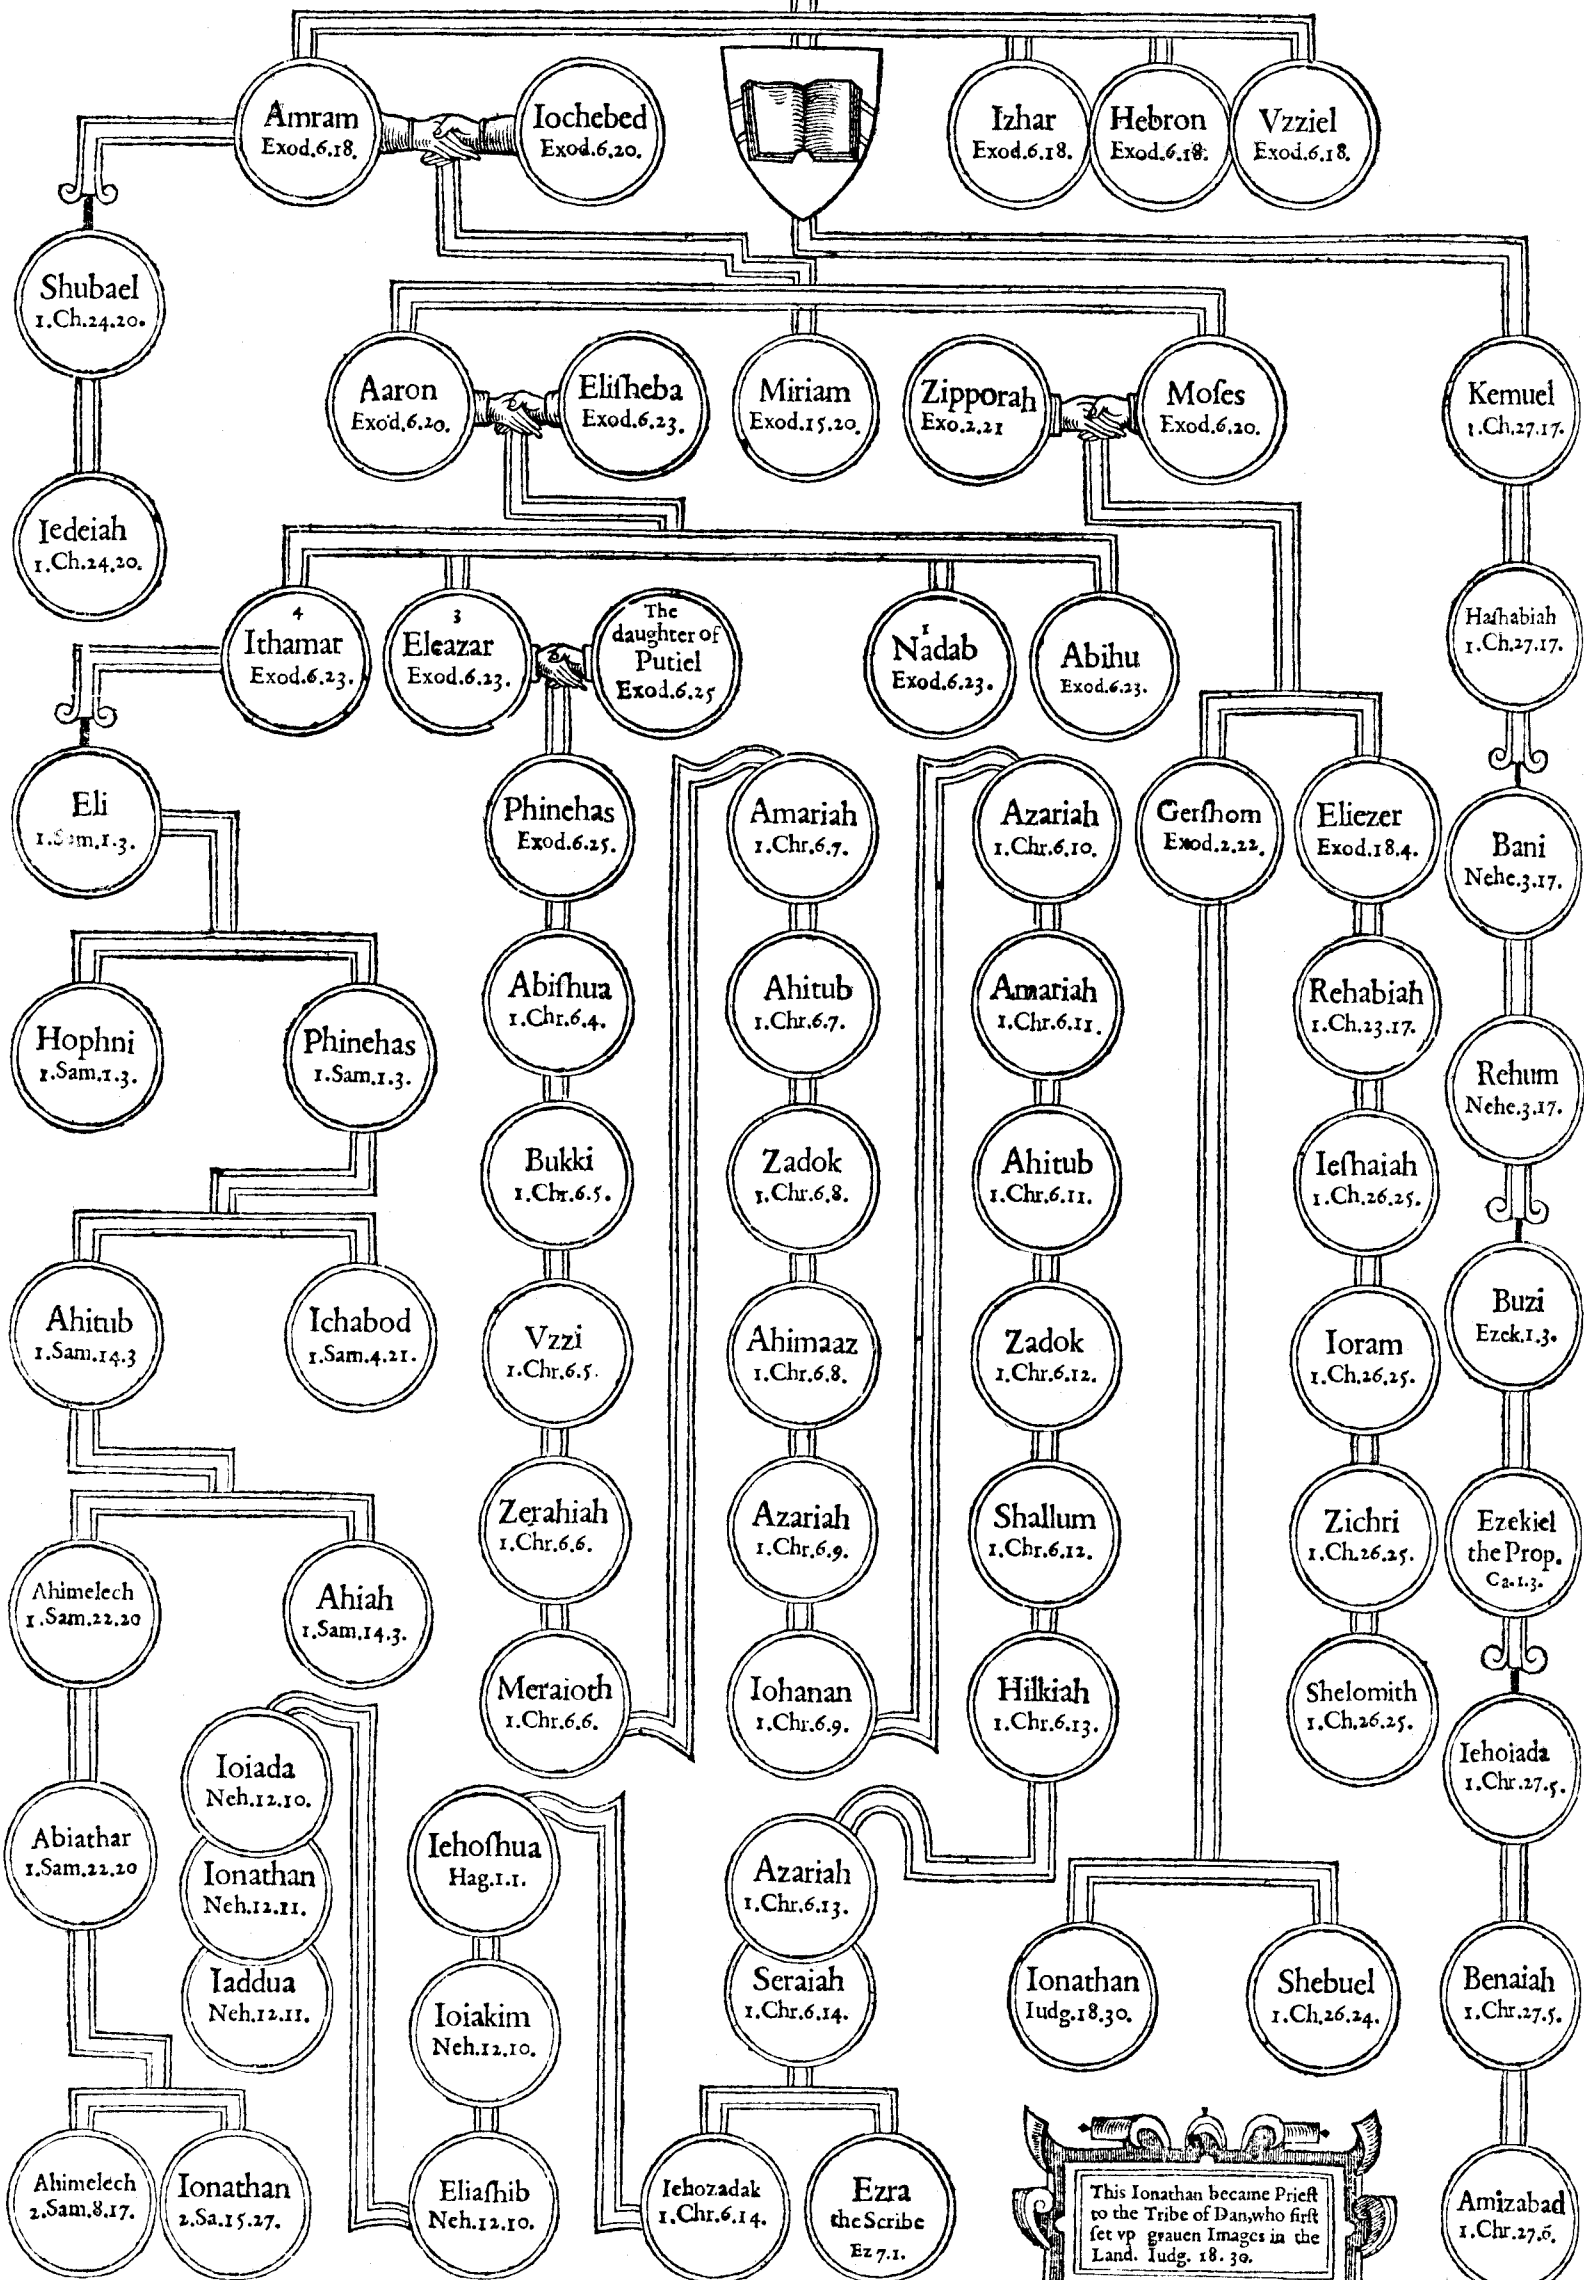 Amram
Exod.6.18.
Iochebed
Exod.6.20.
Izhar
Exod.6.18.
Hebron
Exod.6.18.
Vzziel
Exod.6.18.
Shubael
1.Ch.24.20.
Iedeiah
1.Ch.24.20.
Aaron
Exod.6.20.
Eliſheba
Exod.6.23.
Miriam
Exod.15.20.
Zipporah
Exo.2.21
Moſes
Exod.6.20.
Kemuel
1.Ch.27.17.
Haſhabiah
1.Ch.27.17.
4
Ithamar
Exod.6.23.
3
Eleazar
Exod.6.23.
The
daughter of
Putiel
Exod.6.25
1
Nadab
Exod.6.23.
Abihu
Exod.6.23.
Eli
1.Sam.1.3.
Hophni
1.Sam.1.3.
Phinehas
1.Sam.1.3.
Ahitub
1.Sam.14.3
Ichabod
1.Sam.4.21.
Ahimelech
1.Sam.22.20
Ahiah
1.Sam.14.3.
Abiathar
1.Sam.22.20
Ahimelech
2.Sam.8.17.
Ionathan
2.Sa.15.27.
Phinehas
Exod.6.25.
Abiſhua
1.Chr.6.4.
Bukki
1.Chr.6.5.
Vzzi
1.Chr.6.5.
Zerahiah
1.Chr.6.6.
Meraioth
1.Chr.6.6.
Amariah
1.Chr.6.7.
Ahitub
1.Chr.6.7.
Zadok
1.Chr.6.8.
Ahimaaz
1.Chr.6.8.
Azariah
1.Chr.6.9.
Iohanan
1.Chr.6.9.
Azariah
1.Chr.6.10.
Amariah
1.Chr.6.11.
Ahitub
1.Chr.6.11.
Zadok
1.Chr.6.12.
Shallum
1.Chr.6.12.
Hilkiah
1.Chr.6.13.
Azariah
1.Chr.6.13.
Seraiah
1.Chr.6.14.
Iehozadak
1.Chr.6.14.
Ezra
the Scribe
Ez 7.1.
Iehoſhua
Hag.1.1.
Ioiakim
Neh.12.10.
Eliaſhib
Neh.12.10.
Ioiada
Neh.12.10.
Ionathan
Neh.12.11.
Iaddua
Neh.12.11.
Gerſhom
Exod.2.22.
Ionathan
Iudg.18.30.
Shebuel
1.Ch.26.24.
Eliezer
Exod.18.4.
Rehabiah
1.Ch.23.17.
Ieſhaiah
1.Ch.26.25.
Ioram
1.Ch.26.25.
Zichri
1.Ch.26.25.
Shelomith
1.Ch.26.25.
Bani
Nehe.3.17.
Rehum
Nehe.3.17.
Buzi
Ezek.1.3.
Ezekiel
the Prop.
Ca.1.3.
Iehoiada
1.Chr.27.5.
Benaiah
1.Chr.27.5.
Amizabad
1.Chr.27.6.
This Ionathan became Prieſt
to the Tribe of Dan,who firſt
ſet vp grauen Images in the
Land. Iudg. 18. 30.